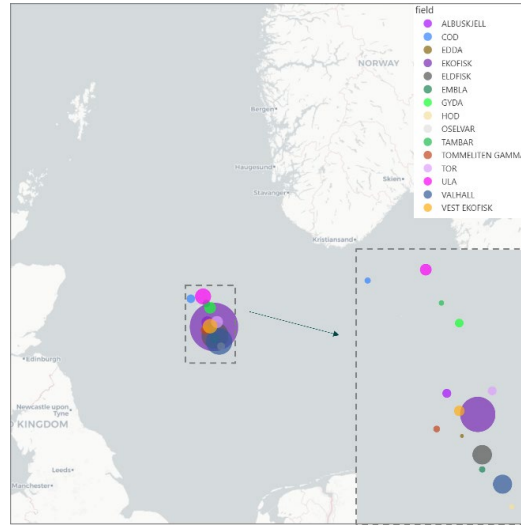 field
ALBUSKJELL
COD
EDDA
EKOFISK
ELDFISK
EMBLA
GYDA
HOD
OSELVAR
TAMBAR
TOMMELITEN GAMMA
TOR
ULA
VALHALL
VEST EKOFISK
NORWAY
Bergen
Haugesund
Stavanger
Skien
Kristiansand
Edinburgh
Newcastle upon
Tyne
KINGDOM
Leeds
Manchester